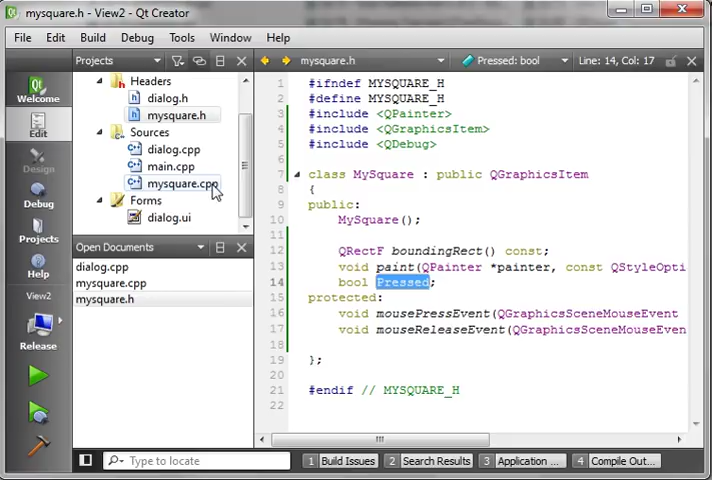 mysquare.h - View2 - Qt Creator
File Edit Build Debug Tools Window Help
Projects
mysquare.h
Pressed: bool
Line: 14, Col: 17
Welcome
Edit
Design
Debug
Projects
Help
View2
Release
Headers
dialog.h
mysquare.h
Sources
dialog.cpp
main.cpp
mysquare.cpp
Forms
dialog.ui
Open Documents
dialog.cpp
mysquare.cpp
mysquare.h
1 #ifndef MYSQUARE_H
2 #define MYSQUARE_H
3 #include <QPainter>
4 #include <QGraphicsItem>
5 #include <QDebug>
6
7 class MySquare : public QGraphicsItem
8 {
9 public:
10 MySquare();
11
12 QRectF boundingRect() const;
13 void paint(QPainter *painter, const QStyleOpti
14 bool Pressed;
15 protected:
16 void mousePressEvent(QGraphicsSceneMouseEvent
17 void mouseReleaseEvent(QGraphicsSceneMouseEven
18
19 };
20
21 #endif // MYSQUARE_H
22
Type to locate
1 Build Issues
2 Search Results
3 Application ...
4 Compile Out...